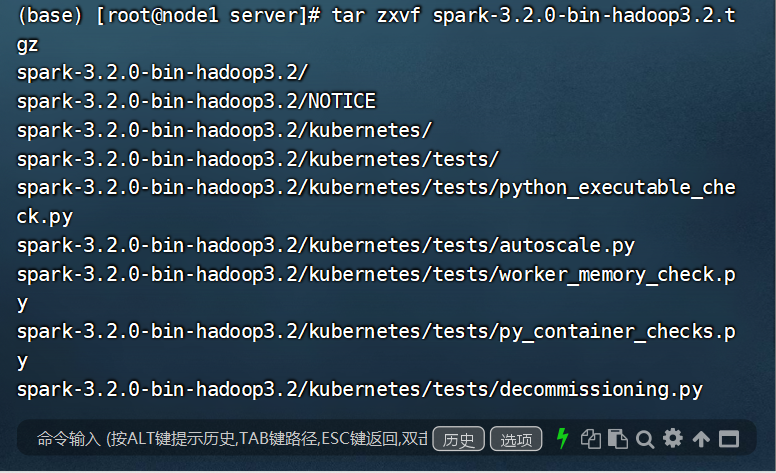 (base) [root@node1 server]# tar zxvf spark-3.2.0-bin-hadoop3.2.t
gz
spark-3.2.0-bin-hadoop3.2/
spark-3.2.0-bin-hadoop3.2/NOTICE
spark-3.2.0-bin-hadoop3.2/kubernetes/
spark-3.2.0-bin-hadoop3.2/kubernetes/tests/
spark-3.2.0-bin-hadoop3.2/kubernetes/tests/python_executable_che
ck.py
spark-3.2.0-bin-hadoop3.2/kubernetes/tests/autoscale.py
spark-3.2.0-bin-hadoop3.2/kubernetes/tests/worker_memory_check.p
y
spark-3.2.0-bin-hadoop3.2/kubernetes/tests/py_container_checks.p
y
spark-3.2.0-bin-hadoop3.2/kubernetes/tests/decommissioning.py
命令输入 (按ALT键提示历史,TAB键路径,ESC键返回,双击 历史 选项